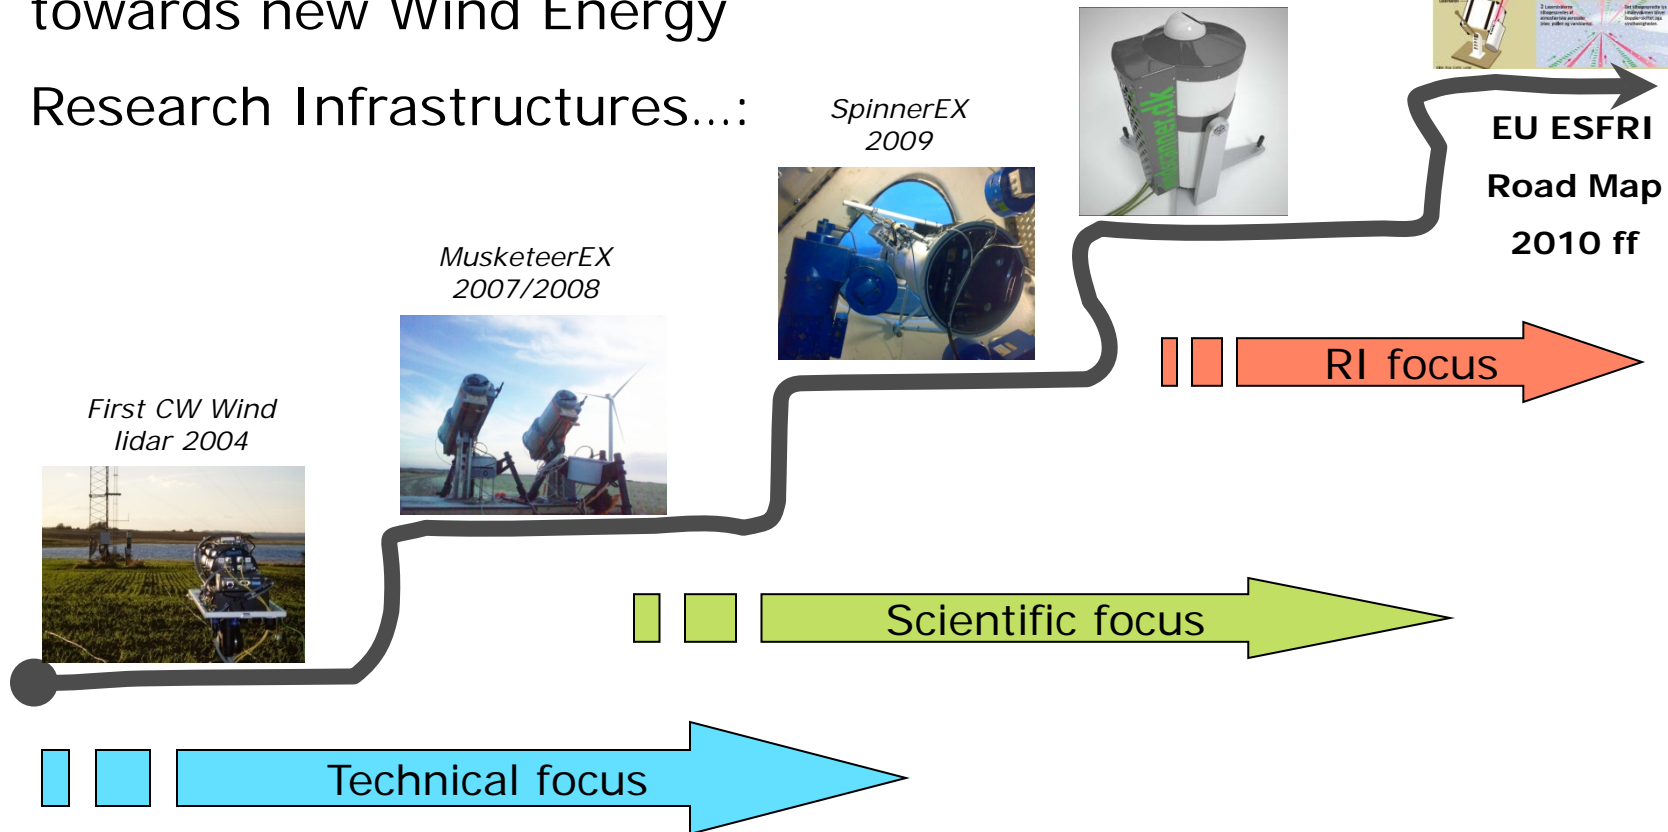 towards new Wind Energy
Research Infrastructures...:
SpinnerEX
2009
EU ESFRI
Road Map
2010 ff
MusketeerEX
2007/2008
RI focus
First CW Wind
lidar 2004
Scientific focus
Technical focus